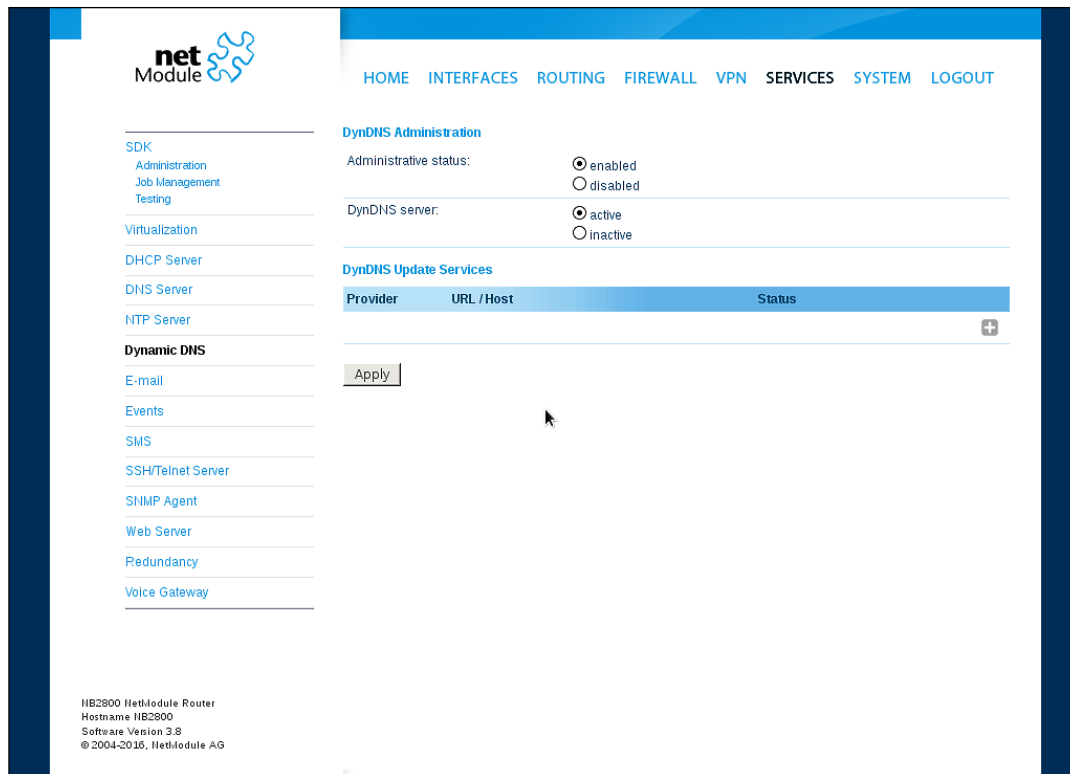 net
Module
HOME INTERFACES ROUTING FIREWALL VPN SERVICES SYSTEM LOGOUT
SDK
Administration
Job Management
Testing
Virtualization
DHCP Server
DNS Server
NTP Server
Dynamic DNS
E-mail
Events
SMS
SSH/Telnet Server
SNMP Agent
Web Server
Redundancy
Voice Gateway
DynDNS Administration
Administrative status:
enabled
disabled
DynDNS server:
active
inactive
DynDNS Update Services
Provider URL / Host Status
Apply
NB2800 NetModule Router
Hostname NB2800
Software Version 3.8
© 2004-2016, NetModule AG